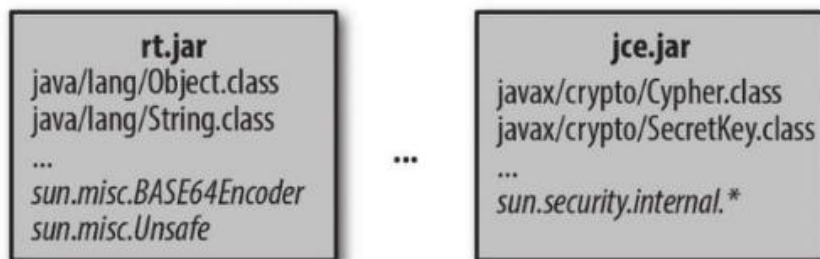 rt.jar
java/lang/Object.class
java/lang/String.class
...
sun.misc.BASE64Encoder
sun.misc.Unsafe
...
jce.jar
javax/crypto/Cypher.class
javax/crypto/SecretKey.class
...
sun.security.internal.*